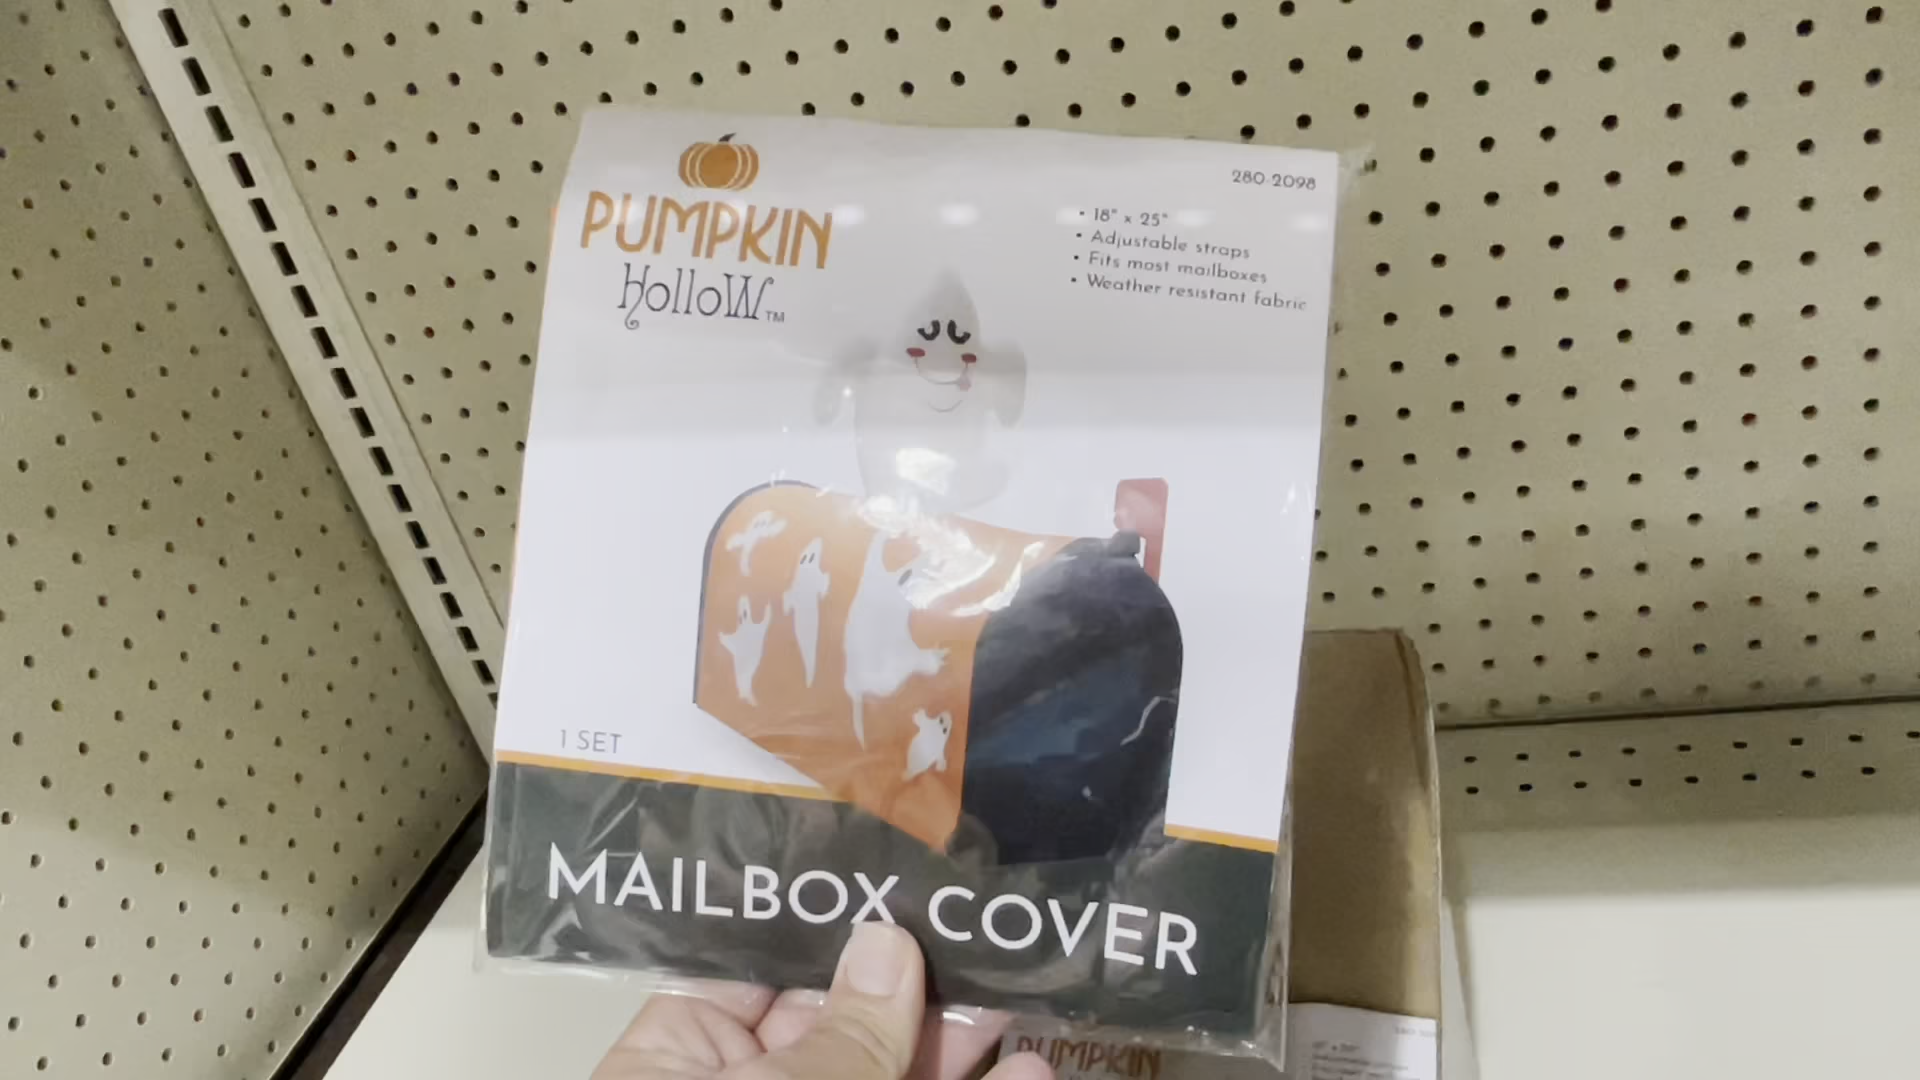 PUMPKIN
HolloW™
280-2098
• 18" x 25"
• Adjustable straps
• Fits most mailboxes
• Weather resistant fabric
1 SET
MAILBOX COVER
PUMPKIN